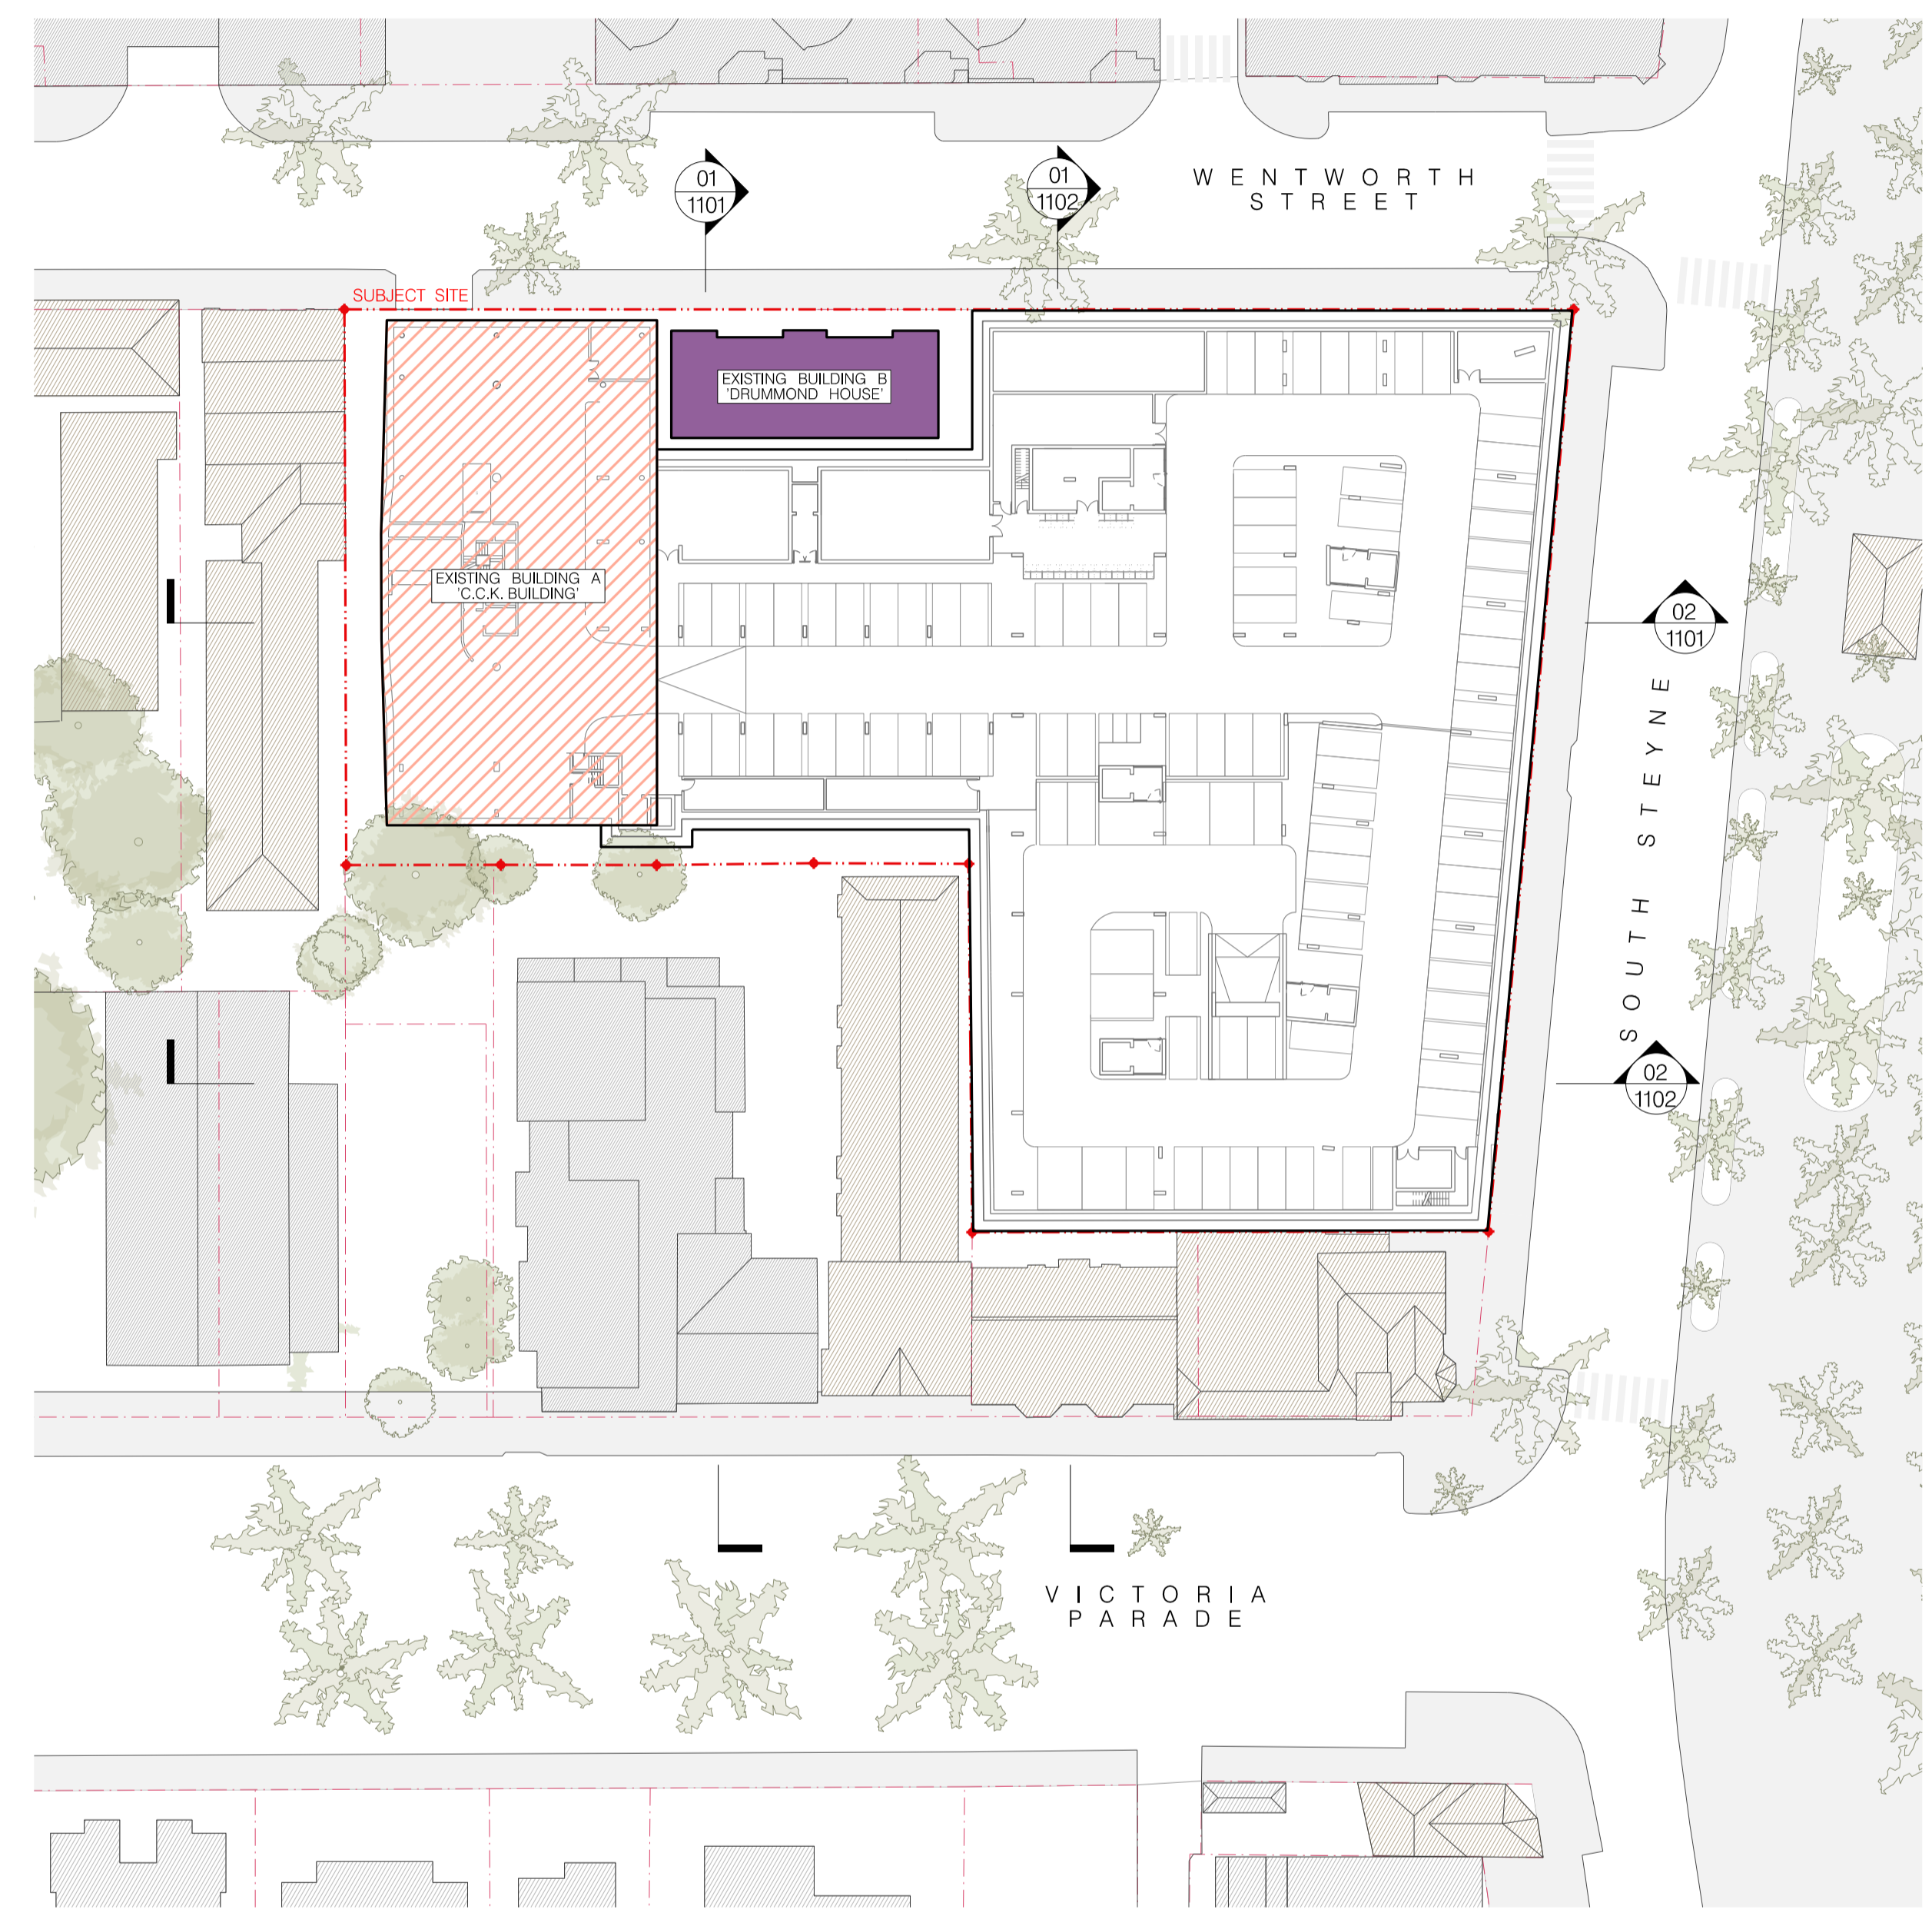 01
1101
01
1102
WENTWORTH
STREET
SUBJECT SITE
EXISTING BUILDING B
'DRUMMOND HOUSE'
EXISTING BUILDING A
'C.C.K. BUILDING'
02
1101
SOUTH STEYNE
02
1102
VICTORIA
PARADE